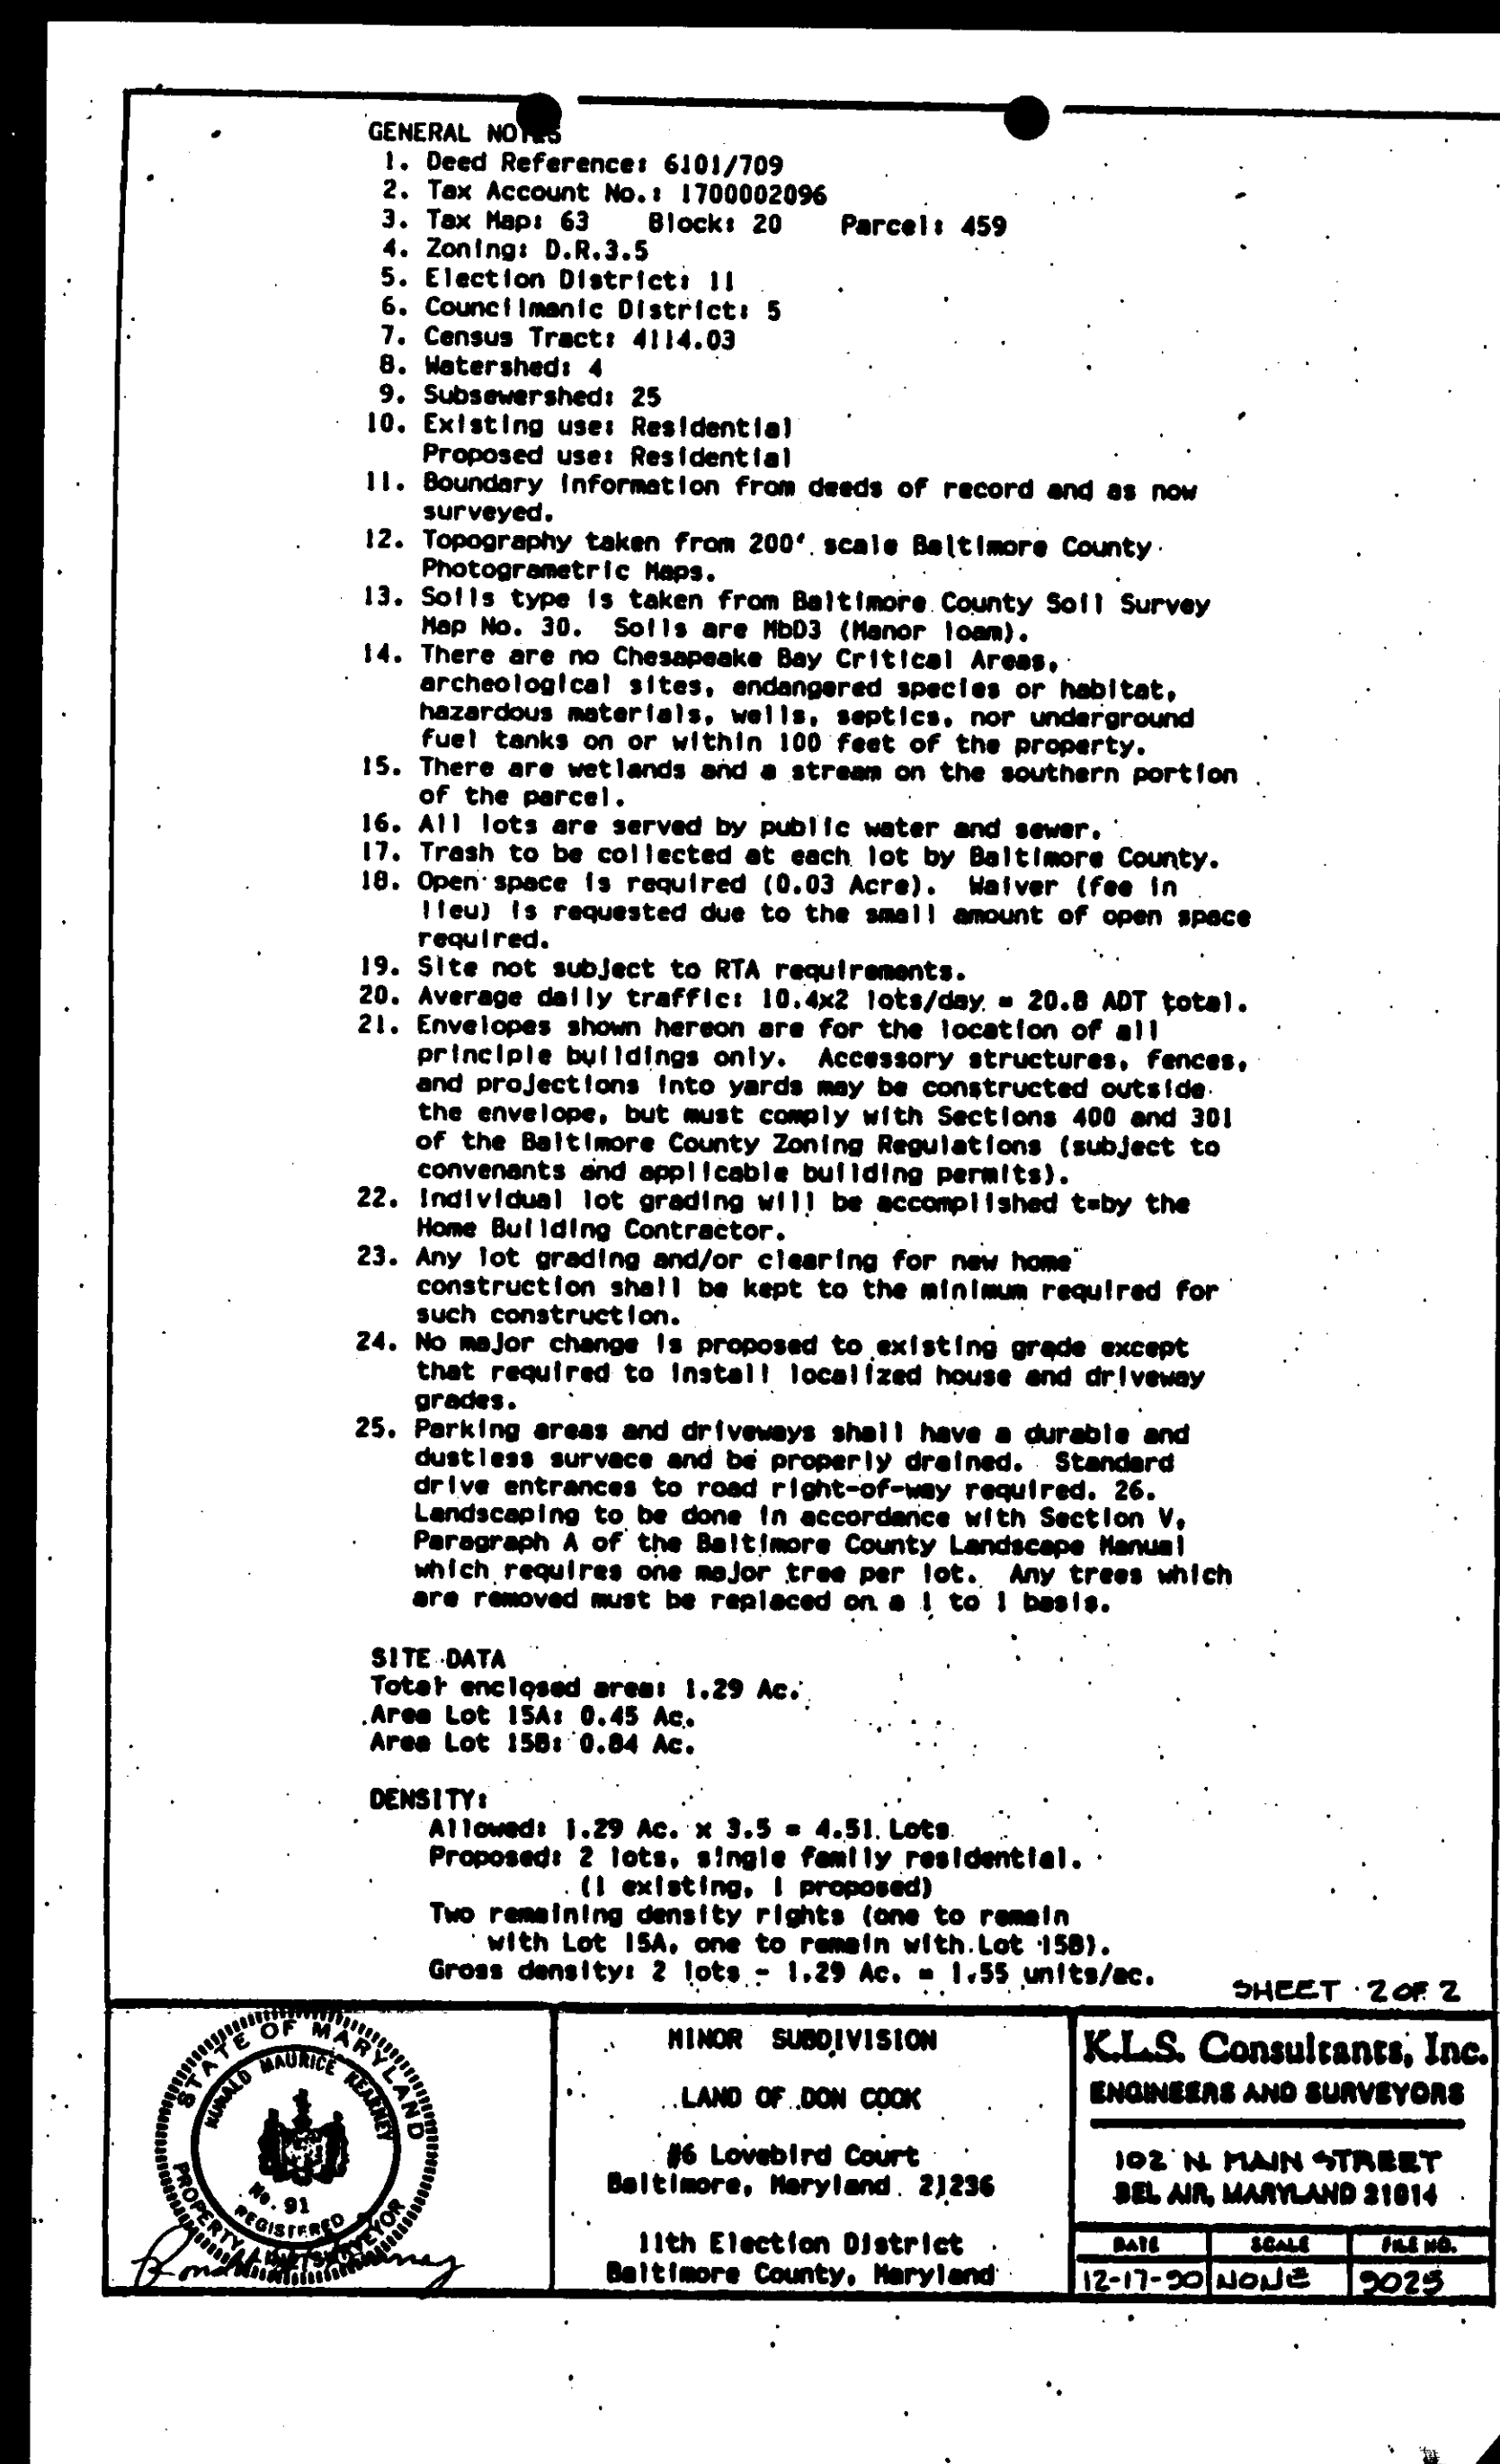 GENERAL NOTES
1. Deed Reference: 6101/709
2. Tax Account No.: 1700002096
3. Tax Map: 63 Block: 20 Parcel: 459
4. Zoning: D.R.3.5
5. Election District: 11
6. Councilmanic District: 5
7. Census Tract: 4114.03
8. Watershed: 4
9. Subsewershed: 25
10. Existing use: Residential
Proposed use: Residential
11. Boundary information from deeds of record and as now
surveyed.
12. Topography taken from 200' scale Baltimore County
Photogrametric Maps.
13. Soils type is taken from Baltimore County Soil Survey
Map No. 30. Soils are MbD3 (Manor loam).
14. There are no Chesapeake Bay Critical Areas,
archeological sites, endangered species or habitat,
hazardous materials, wells, septics, nor underground
fuel tanks on or within 100 feet of the property.
15. There are wetlands and a stream on the southern portion
of the parcel.
16. All lots are served by public water and sewer.
17. Trash to be collected at each lot by Baltimore County.
18. Open space is required (0.03 Acre). Waiver (fee in
lieu) is requested due to the small amount of open space
required.
19. Site not subject to RTA requirements.
20. Average daily traffic: 10.4x2 lots/day = 20.8 ADT total.
21. Envelopes shown hereon are for the location of all
principle buildings only. Accessory structures, fences,
and projections into yards may be constructed outside
the envelope, but must comply with Sections 400 and 301
of the Baltimore County Zoning Regulations (subject to
convenants and applicable building permits).
22. Individual lot grading will be accomplished t=by the
Home Building Contractor.
23. Any lot grading and/or clearing for new home
construction shall be kept to the minimum required for
such construction.
24. No major change is proposed to existing grade except
that required to install localized house and driveway
grades.
25. Parking areas and driveways shall have a durable and
dustless survace and be properly drained. Standard
drive entrances to road right-of-way required. 26.
Landscaping to be done in accordance with Section V,
Paragraph A of the Baltimore County Landscape Manual
which requires one major tree per lot. Any trees which
are removed must be replaced on a 1 to 1 basis.
SITE DATA
Total enclosed area: 1.29 Ac.
Area Lot 15A: 0.45 Ac.
Area Lot 15B: 0.84 Ac.
DENSITY:
Allowed: 1.29 Ac. x 3.5 = 4.51 Lots
Proposed: 2 lots, single family residential.
(1 existing, 1 proposed)
Two remaining density rights (one to remain
with Lot 15A, one to remain with Lot 15B).
Gross density: 2 lots - 1.29 Ac. = 1.55 units/ac.
SHEET 2 OF 2
STATE OF MARYLAND
RONALD MAURICE KEARNEY
No. 91
REGISTERED
PROPERTY LINE SURVEYOR
MINOR SUBDIVISION
LAND OF DON COOK
#6 Lovebird Court
Baltimore, Maryland 21236
11th Election District
Baltimore County, Maryland
K.L.S. Consultants, Inc.
ENGINEERS AND SURVEYORS
102 N. MAIN STREET
BEL AIR, MARYLAND 21014
DATE SCALE FILE NO.
12-17-90 NONE 9025